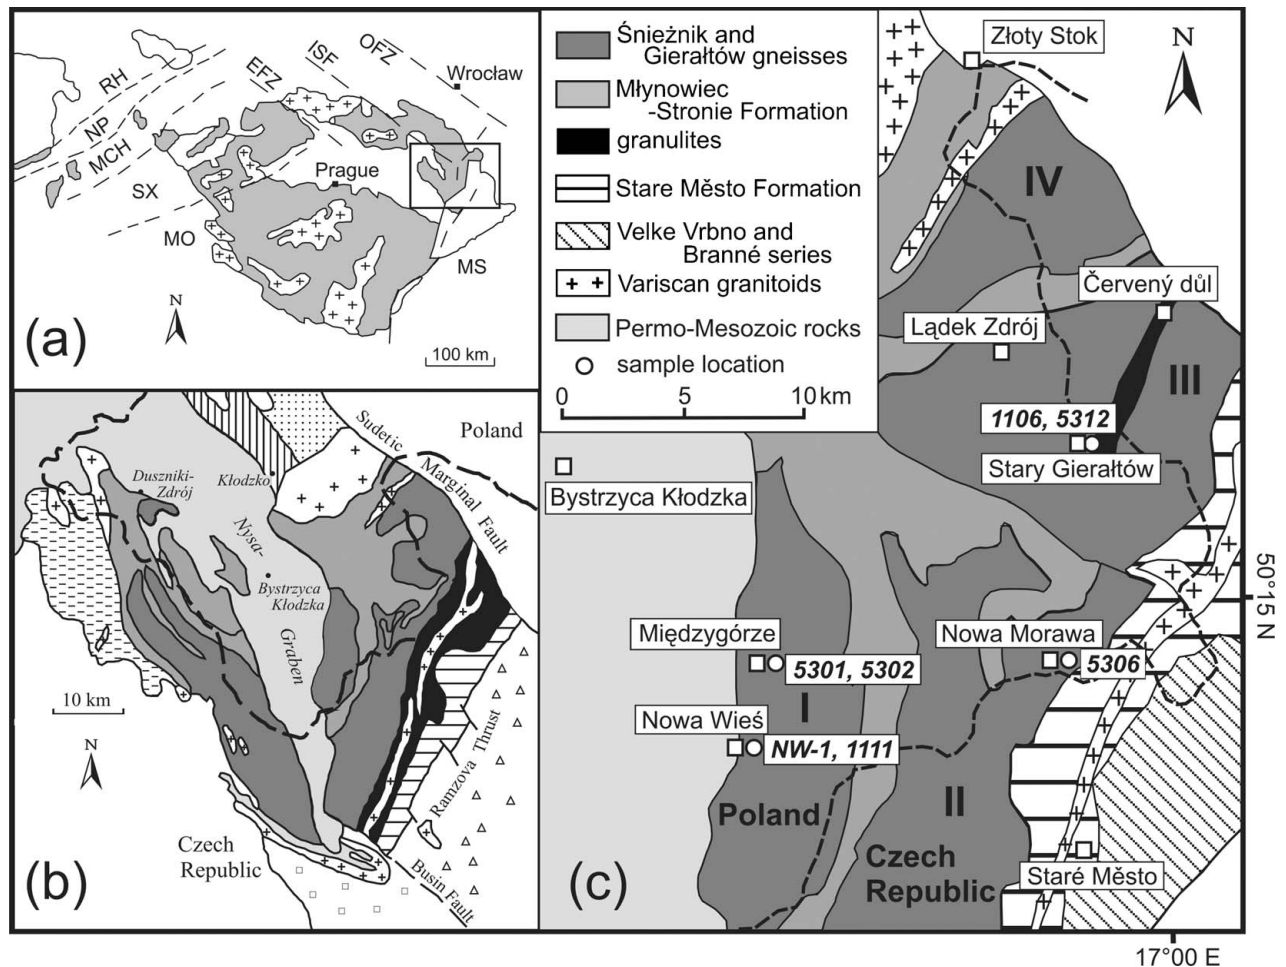 RH
NP
MCH
SX
MO
EFZ
ISF
OFZ
Wrocław
Prague
MS
N
(a)
100 km
Śnieżnik and
Gierałtów gneisses
Młynowiec
-Stronie Formation
granulites
Stare Město Formation
Velke Vrbno and
Branné series
Variscan granitoids
Permo-Mesozoic rocks
sample location
0 5 10 km
Poland
Sudetic
Marginal
Fault
Duszniki-
Zdrój
Kłodzko
Nysa-
Bystrzyca
Kłodzka
Graben
10 km
N
Ramzova Thrust
Czech
Republic
Busin Fault
(b)
Złoty Stok
N
IV
Červený důl
Lądek Zdrój
III
1106, 5312
Stary Gierałtów
Bystrzyca Kłodzka
50°15 N
Międzygórze
5301, 5302
Nowa Morawa
5306
I
Nowa Wieś
NW-1, 1111
II
Poland
Czech
Republic
Staré Město
(c)
17°00 E